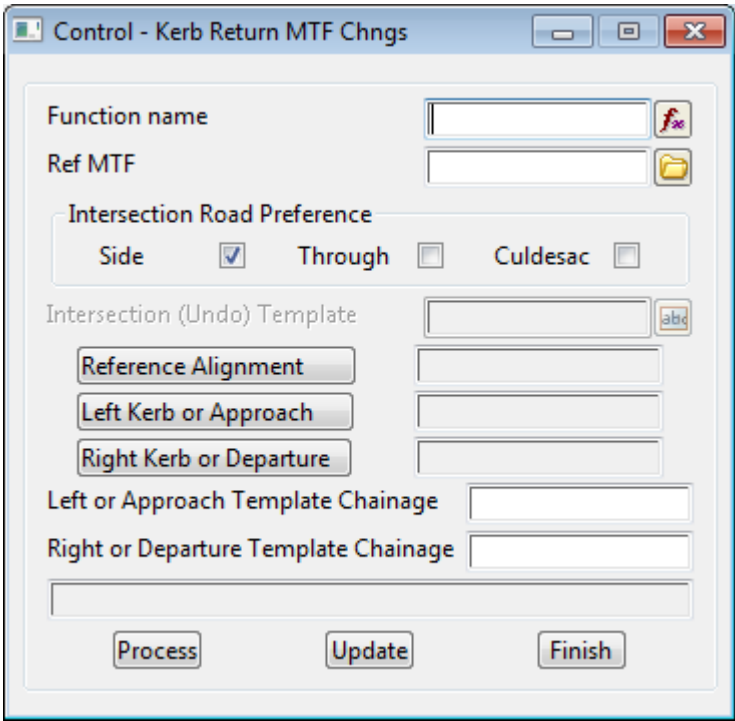 Control - Kerb Return MTF Chngs
Function name
Ref MTF
Intersection Road Preference
Side Through Culdesac
Intersection (Undo) Template abc
Reference Alignment
Left Kerb or Approach
Right Kerb or Departure
Left or Approach Template Chainage
Right or Departure Template Chainage
Process Update Finish